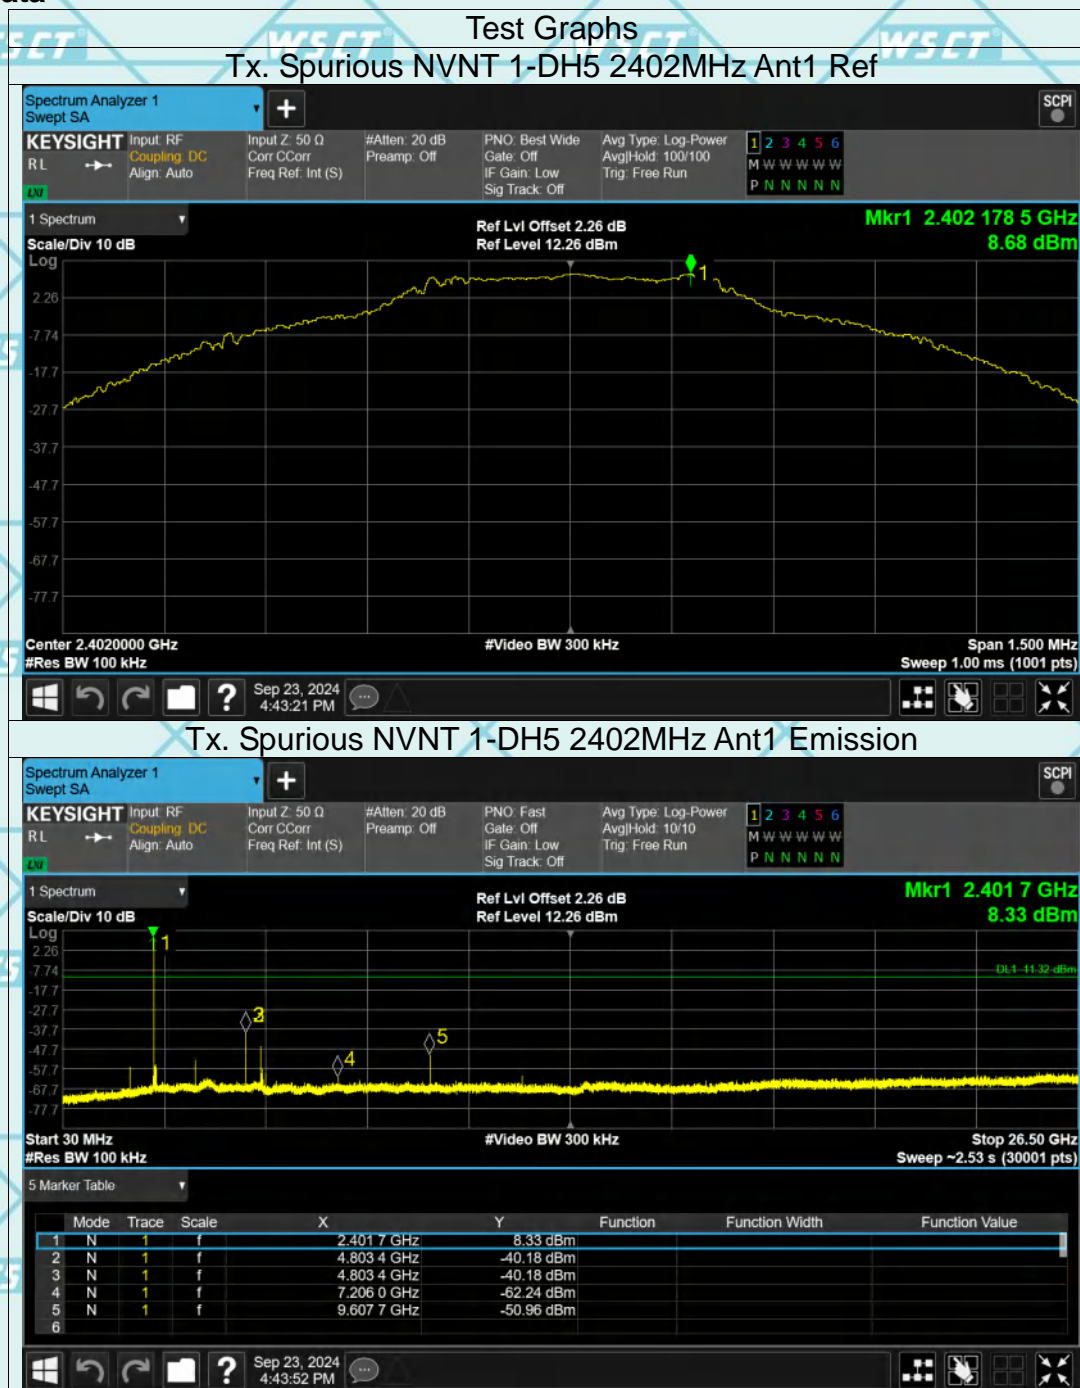 Test Graphs
Tx. Spurious NVNT 1-DH5 2402MHz Ant1 Ref
Spectrum Analyzer 1
Swept SA
+
SCPI
KEYSIGHT
RL
LXI
Input: RF
Coupling: DC
Align: Auto
Input Z: 50 Ω
Corr CCorr
Freq Ref: Int (S)
#Atten: 20 dB
Preamp: Off
PNO: Best Wide
Gate: Off
IF Gain: Low
Sig Track: Off
Avg Type: Log-Power
Avg|Hold: 100/100
Trig: Free Run
1 2 3 4 5 6
M W W W W W
P N N N N N
1 Spectrum
Scale/Div 10 dB
Ref Lvl Offset 2.26 dB
Ref Level 12.26 dBm
Mkr1 2.402 178 5 GHz
8.68 dBm
Log
1
2.26
-7.74
-17.7
-27.7
-37.7
-47.7
-57.7
-67.7
-77.7
Center 2.4020000 GHz
#Res BW 100 kHz
#Video BW 300 kHz
Span 1.500 MHz
Sweep 1.00 ms (1001 pts)
?
Sep 23, 2024
4:43:21 PM
Tx. Spurious NVNT 1-DH5 2402MHz Ant1 Emission
Spectrum Analyzer 1
Swept SA
+
SCPI
KEYSIGHT
RL
LXI
Input: RF
Coupling: DC
Align: Auto
Input Z: 50 Ω
Corr CCorr
Freq Ref: Int (S)
#Atten: 20 dB
Preamp: Off
PNO: Fast
Gate: Off
IF Gain: Low
Sig Track: Off
Avg Type: Log-Power
Avg|Hold: 10/10
Trig: Free Run
1 2 3 4 5 6
M W W W W W
P N N N N N
1 Spectrum
Scale/Div 10 dB
Ref Lvl Offset 2.26 dB
Ref Level 12.26 dBm
Mkr1 2.401 7 GHz
8.33 dBm
Log
1
2.26
-7.74
DL1 -11.32 dBm
-17.7
-27.7
3
-37.7
5
-47.7
4
-57.7
-67.7
-77.7
Start 30 MHz
#Res BW 100 kHz
#Video BW 300 kHz
Stop 26.50 GHz
Sweep ~2.53 s (30001 pts)
5 Marker Table
Mode Trace Scale X Y Function Function Width Function Value
1 N 1 f 2.401 7 GHz 8.33 dBm
2 N 1 f 4.803 4 GHz -40.18 dBm
3 N 1 f 4.803 4 GHz -40.18 dBm
4 N 1 f 7.206 0 GHz -62.24 dBm
5 N 1 f 9.607 7 GHz -50.96 dBm
6
?
Sep 23, 2024
4:43:52 PM
WSCT
WSCT